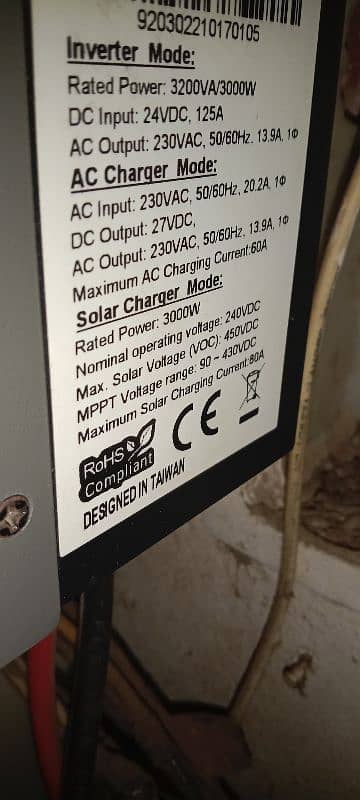 920302210170105
Inverter Mode:
Rated Power: 3200VA/3000W
DC Input: 24VDC, 125A
AC Output: 230VAC, 50/60Hz, 13.9A, 1Φ
AC Charger Mode:
AC Input: 230VAC, 50/60Hz, 20.2A, 1Φ
DC Output: 27VDC,
AC Output: 230VAC, 50/60Hz, 13.9A, 1Φ
Maximum AC Charging Current:60A
Solar Charger Mode:
Rated Power: 3000W
Nominal operating voltage: 240VDC
Max. Solar Voltage (VOC): 450VDC
MPPT Voltage range: 90 ~ 430VDC
Maximum Solar Charging Current:80A
RoHS
Compliant
CE
DESIGNED IN TAIWAN